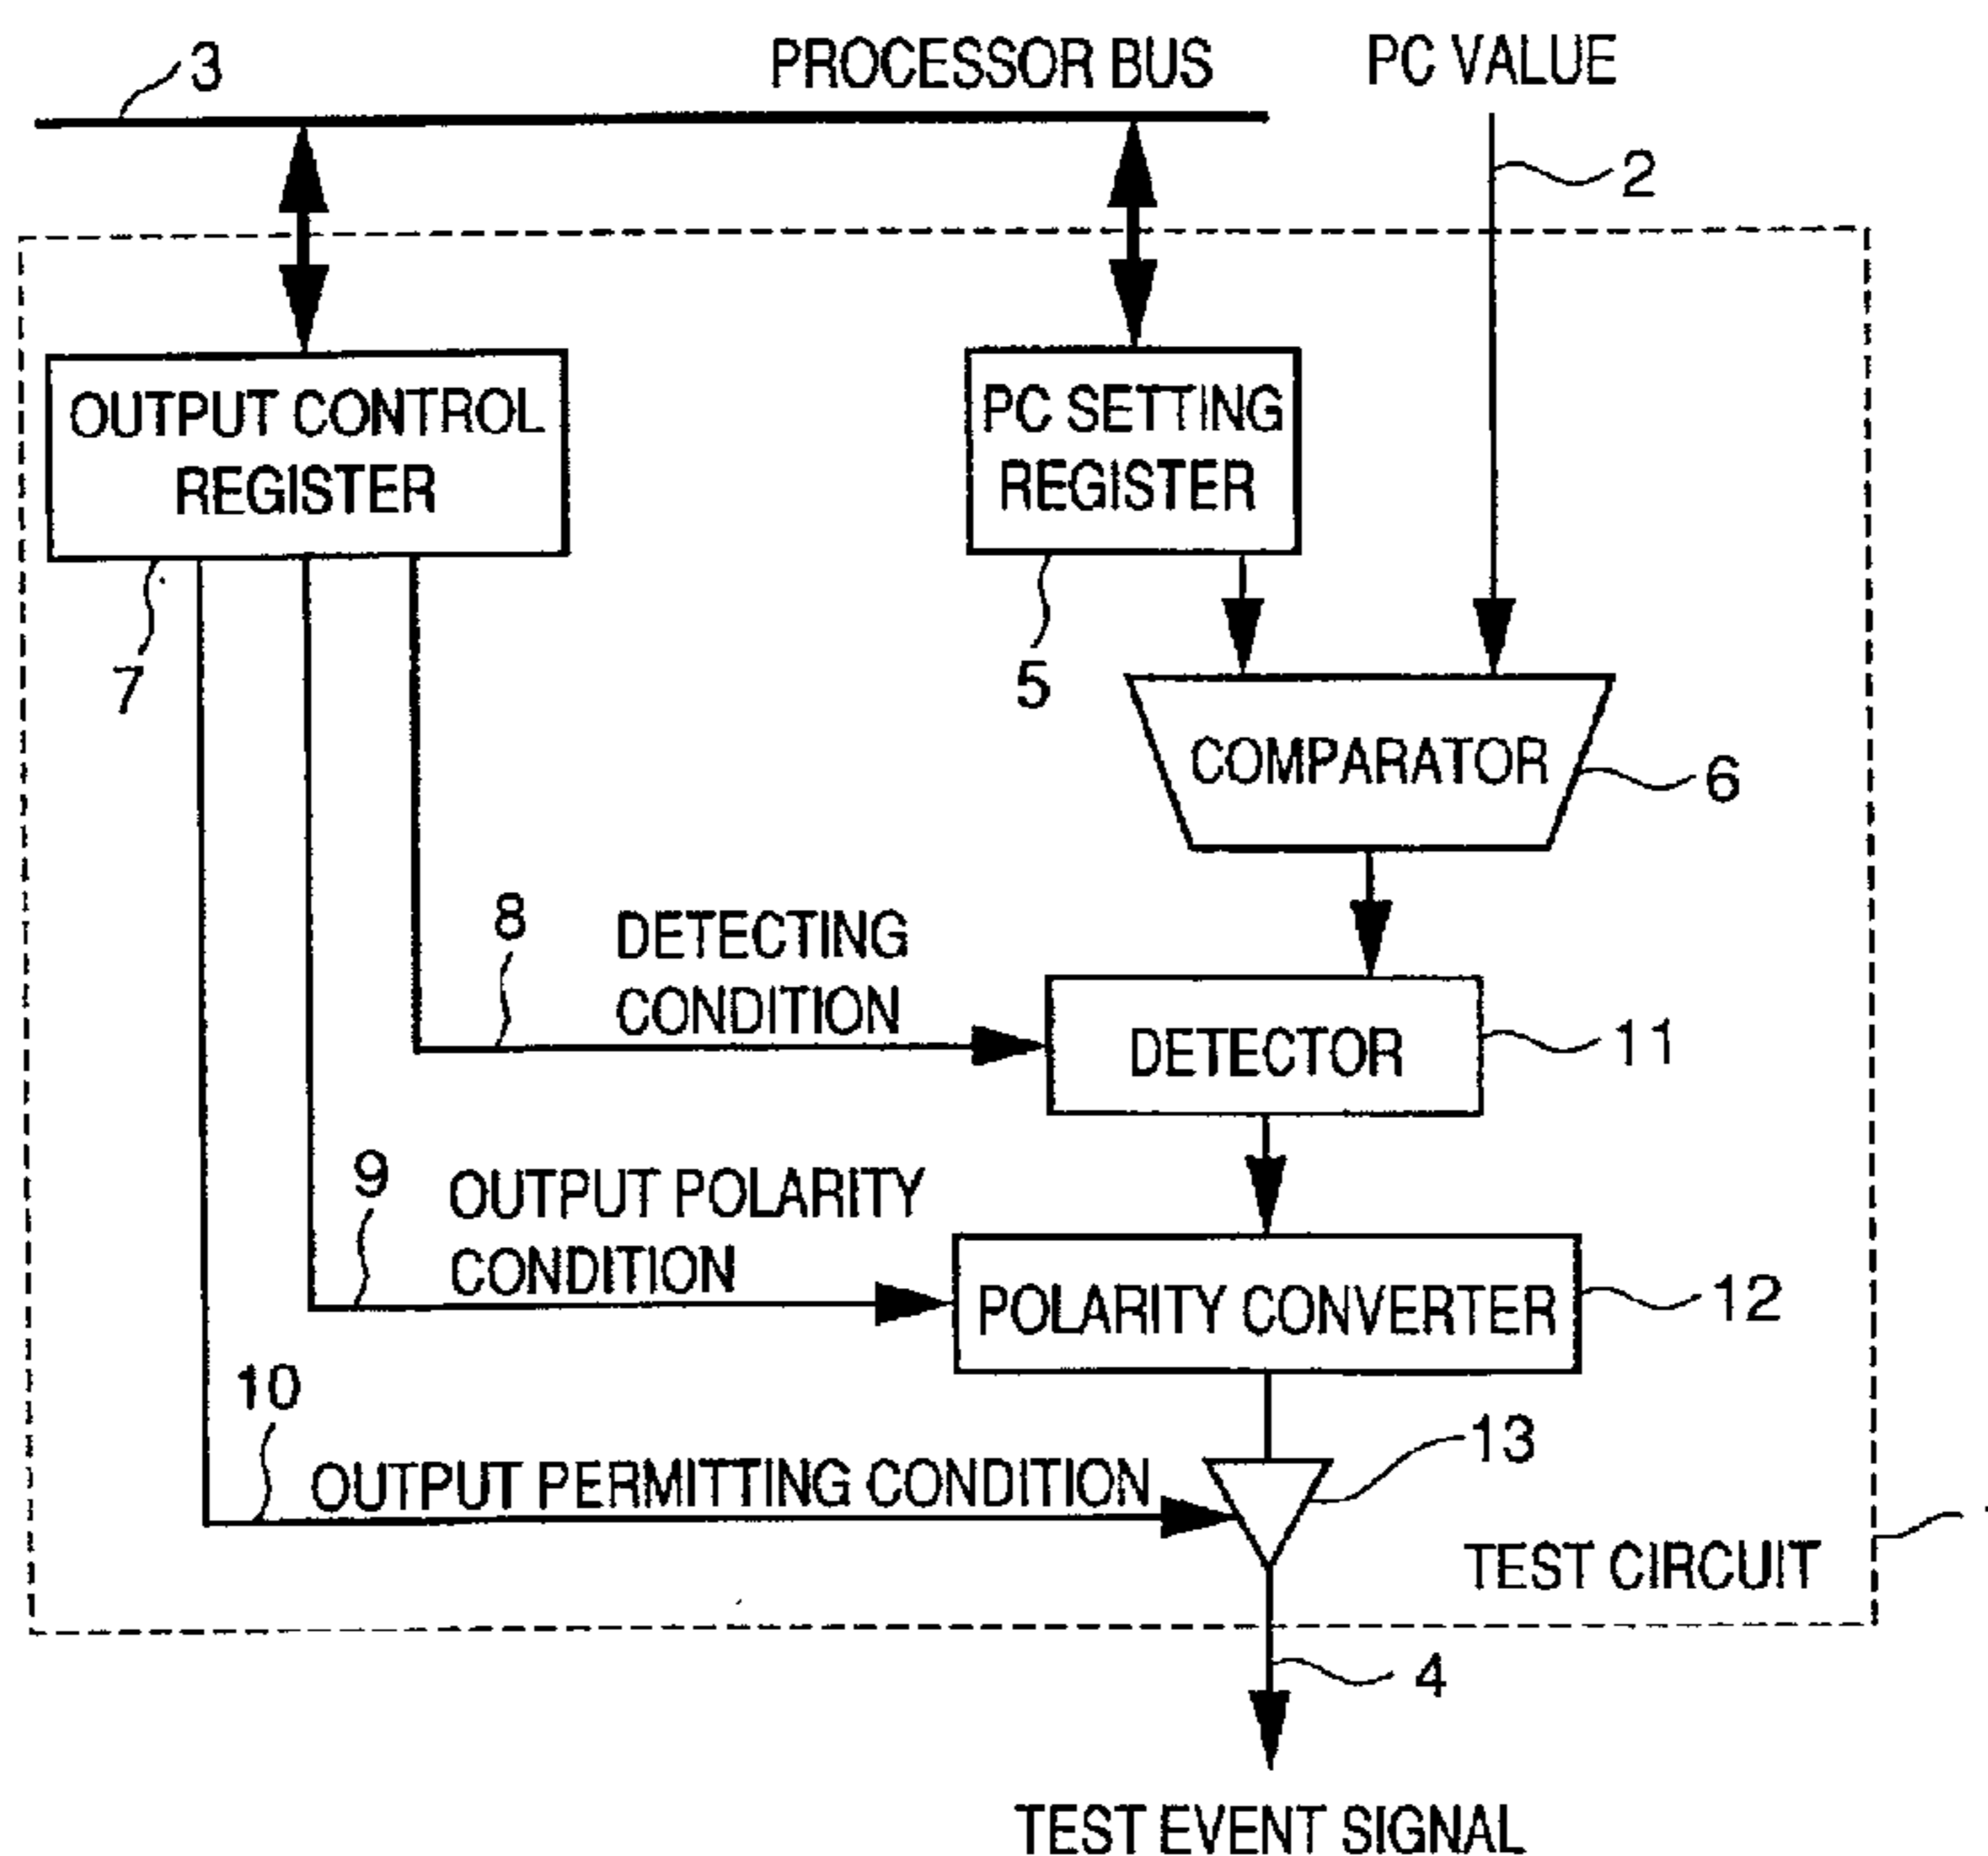 3
PROCESSOR BUS
PC VALUE
2
OUTPUT CONTROL
REGISTER
PC SETTING
REGISTER
7
5
COMPARATOR
6
8
DETECTING
CONDITION
DETECTOR
11
9
OUTPUT POLARITY
CONDITION
POLARITY CONVERTER
12
10
OUTPUT PERMITTING CONDITION
13
TEST CIRCUIT
4
TEST EVENT SIGNAL